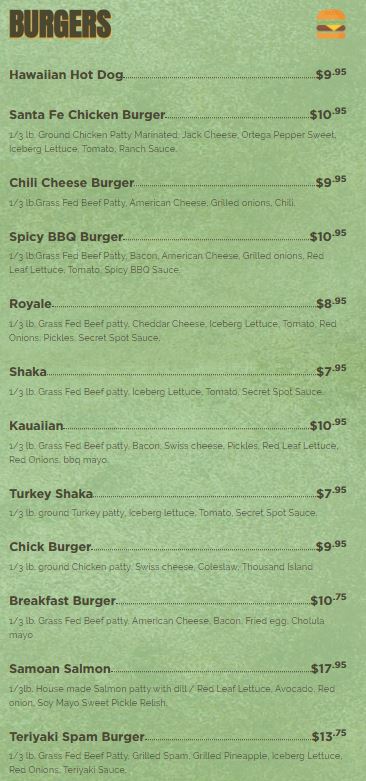 BURGERS
Hawaiian Hot Dog $9.95
Santa Fe Chicken Burger $10.95
1/3 lb. Ground Chicken Patty Marinated, Jack Cheese, Ortega Pepper Sweet,
Iceberg Lettuce, Tomato, Ranch Sauce.
Chili Cheese Burger $9.95
1/3 lb.Grass Fed Beef Patty, American Cheese, Grilled onions, Chili.
Spicy BBQ Burger $10.95
1/3 lb.Grass Fed Beef Patty, Bacon, American Cheese, Grilled onions, Red
Leaf Lettuce, Tomato, Spicy BBQ Sauce.
Royale $8.95
1/3 lb. Grass Fed Beef patty, Cheddar Cheese, Iceberg Lettuce, Tomato, Red
Onions, Pickles, Secret Spot Sauce.
Shaka $7.95
1/3 lb. Grass Fed Beef patty, Iceberg Lettuce, Tomato, Secret Spot Sauce.
Kauaiian $10.95
1/3 lb. Grass Fed Beef patty, Bacon, Swiss cheese, Pickles, Red Leaf Lettuce,
Red Onions, bbq mayo.
Turkey Shaka $7.95
1/3 lb. ground Turkey patty, Iceberg lettuce, Tomato, Secret Spot Sauce.
Chick Burger $9.95
1/3 lb. ground Chicken patty, Swiss cheese, Coleslaw, Thousand Island
Breakfast Burger $10.75
1/3 lb. Grass Fed Beef patty, American Cheese, Bacon, Fried egg, Cholula
mayo
Samoan Salmon $17.95
1/3lb. House made Salmon patty with dill / Red Leaf Lettuce, Avocado, Red
onion, Soy Mayo Sweet Pickle Relish.
Teriyaki Spam Burger $13.75
1/3 lb. Grass Fed Beef Patty, Grilled Spam, Grilled Pineapple, Iceberg Lettuce,
Red Onions, Teriyaki Sauce.